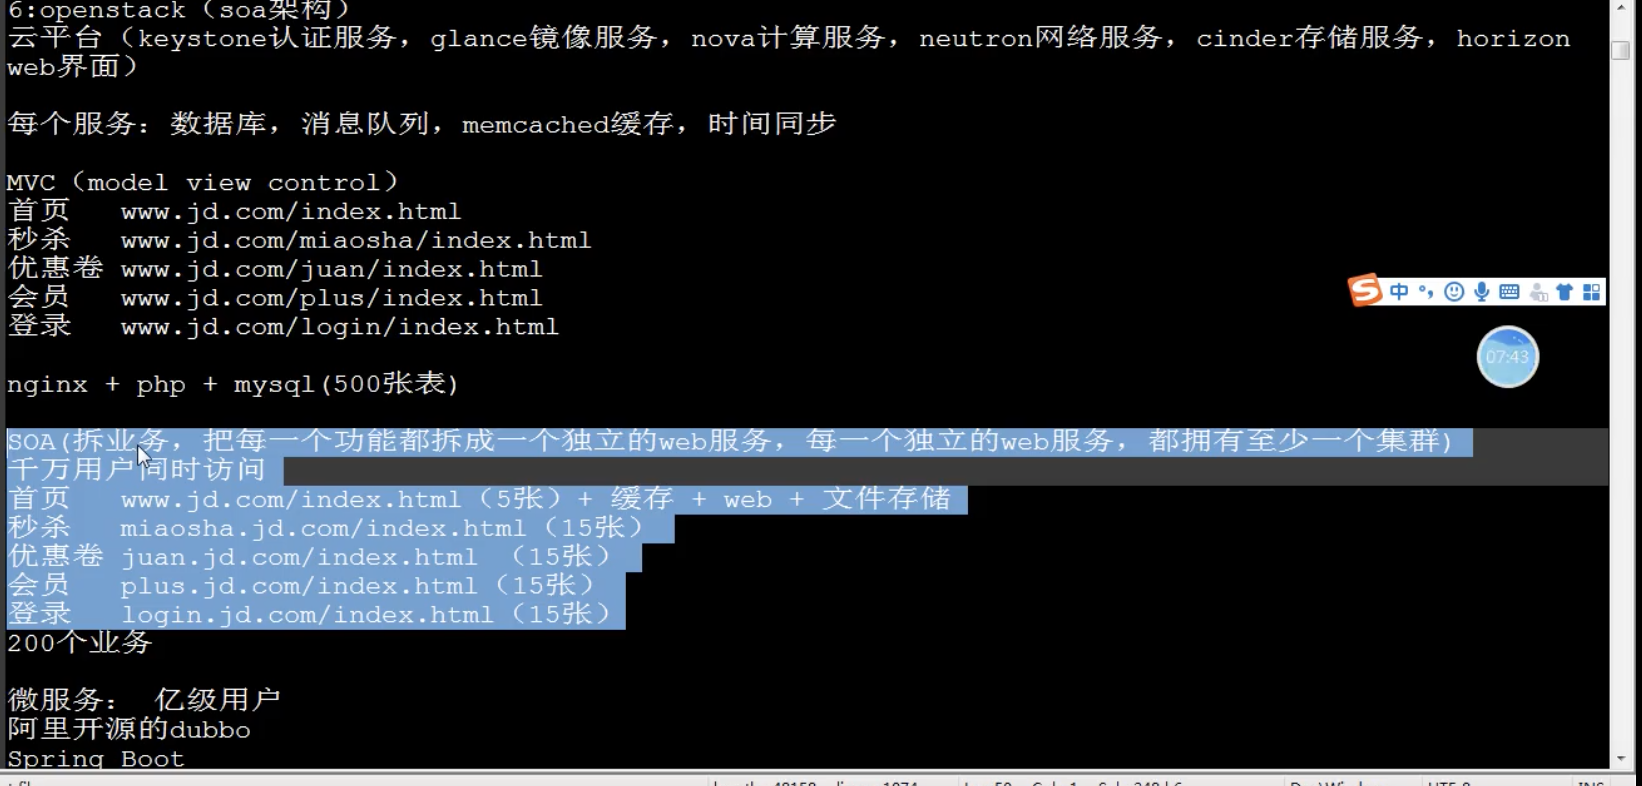 6:openstack（soa架构）
云平台（keystone认证服务，glance镜像服务，nova计算服务，neutron网络服务，cinder存储服务，horizon
web界面）
每个服务：数据库，消息队列，memcached缓存，时间同步
MVC（model view control）
首页 www.jd.com/index.html
秒杀 www.jd.com/miaosha/index.html
优惠卷 www.jd.com/juan/index.html
会员 www.jd.com/plus/index.html
登录 www.jd.com/login/index.html
中
07:43
nginx + php + mysql(500张表)
SOA(拆业务，把每一个功能都拆成一个独立的web服务，每一个独立的web服务，都拥有至少一个集群)
千万用户同时访问
首页 www.jd.com/index.html（5张）+ 缓存 + web + 文件存储
秒杀 miaosha.jd.com/index.html（15张）
优惠卷 juan.jd.com/index.html （15张）
会员 plus.jd.com/index.html（15张）
登录 login.jd.com/index.html（15张）
200个业务
微服务： 亿级用户
阿里开源的dubbo
Spring Boot